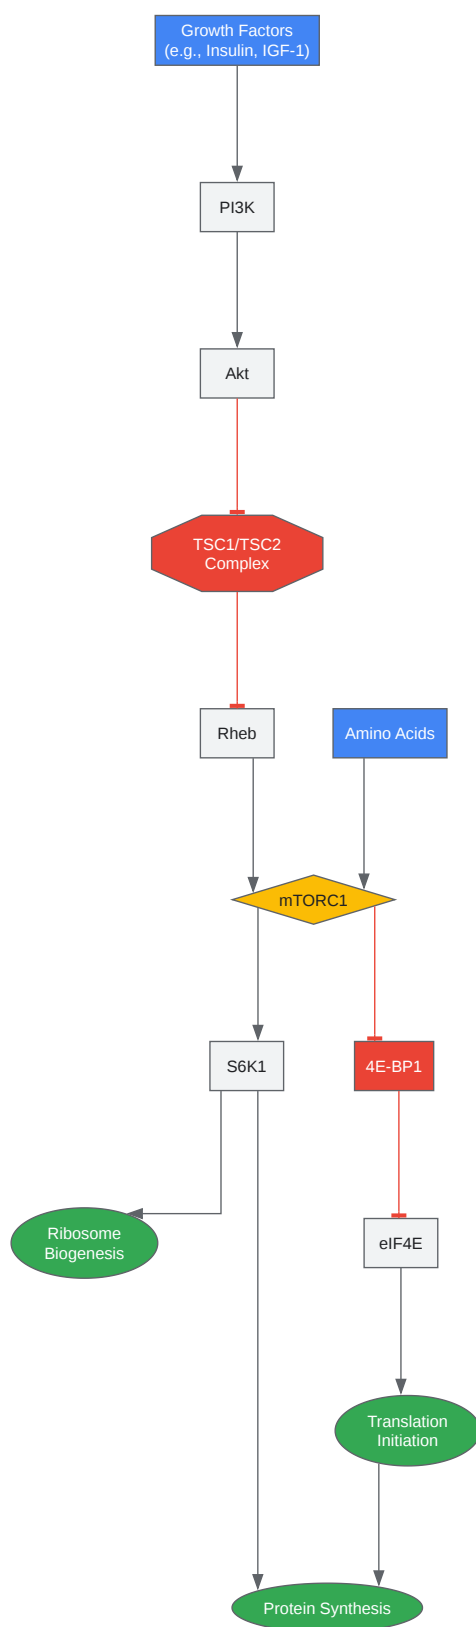 Growth Factors
(e.g., Insulin, IGF-1)
PI3K
Akt
TSC1/TSC2
Complex
Rheb
Amino Acids
mTORC1
S6K1
4E-BP1
Ribosome
Biogenesis
eIF4E
Translation
Initiation
Protein Synthesis